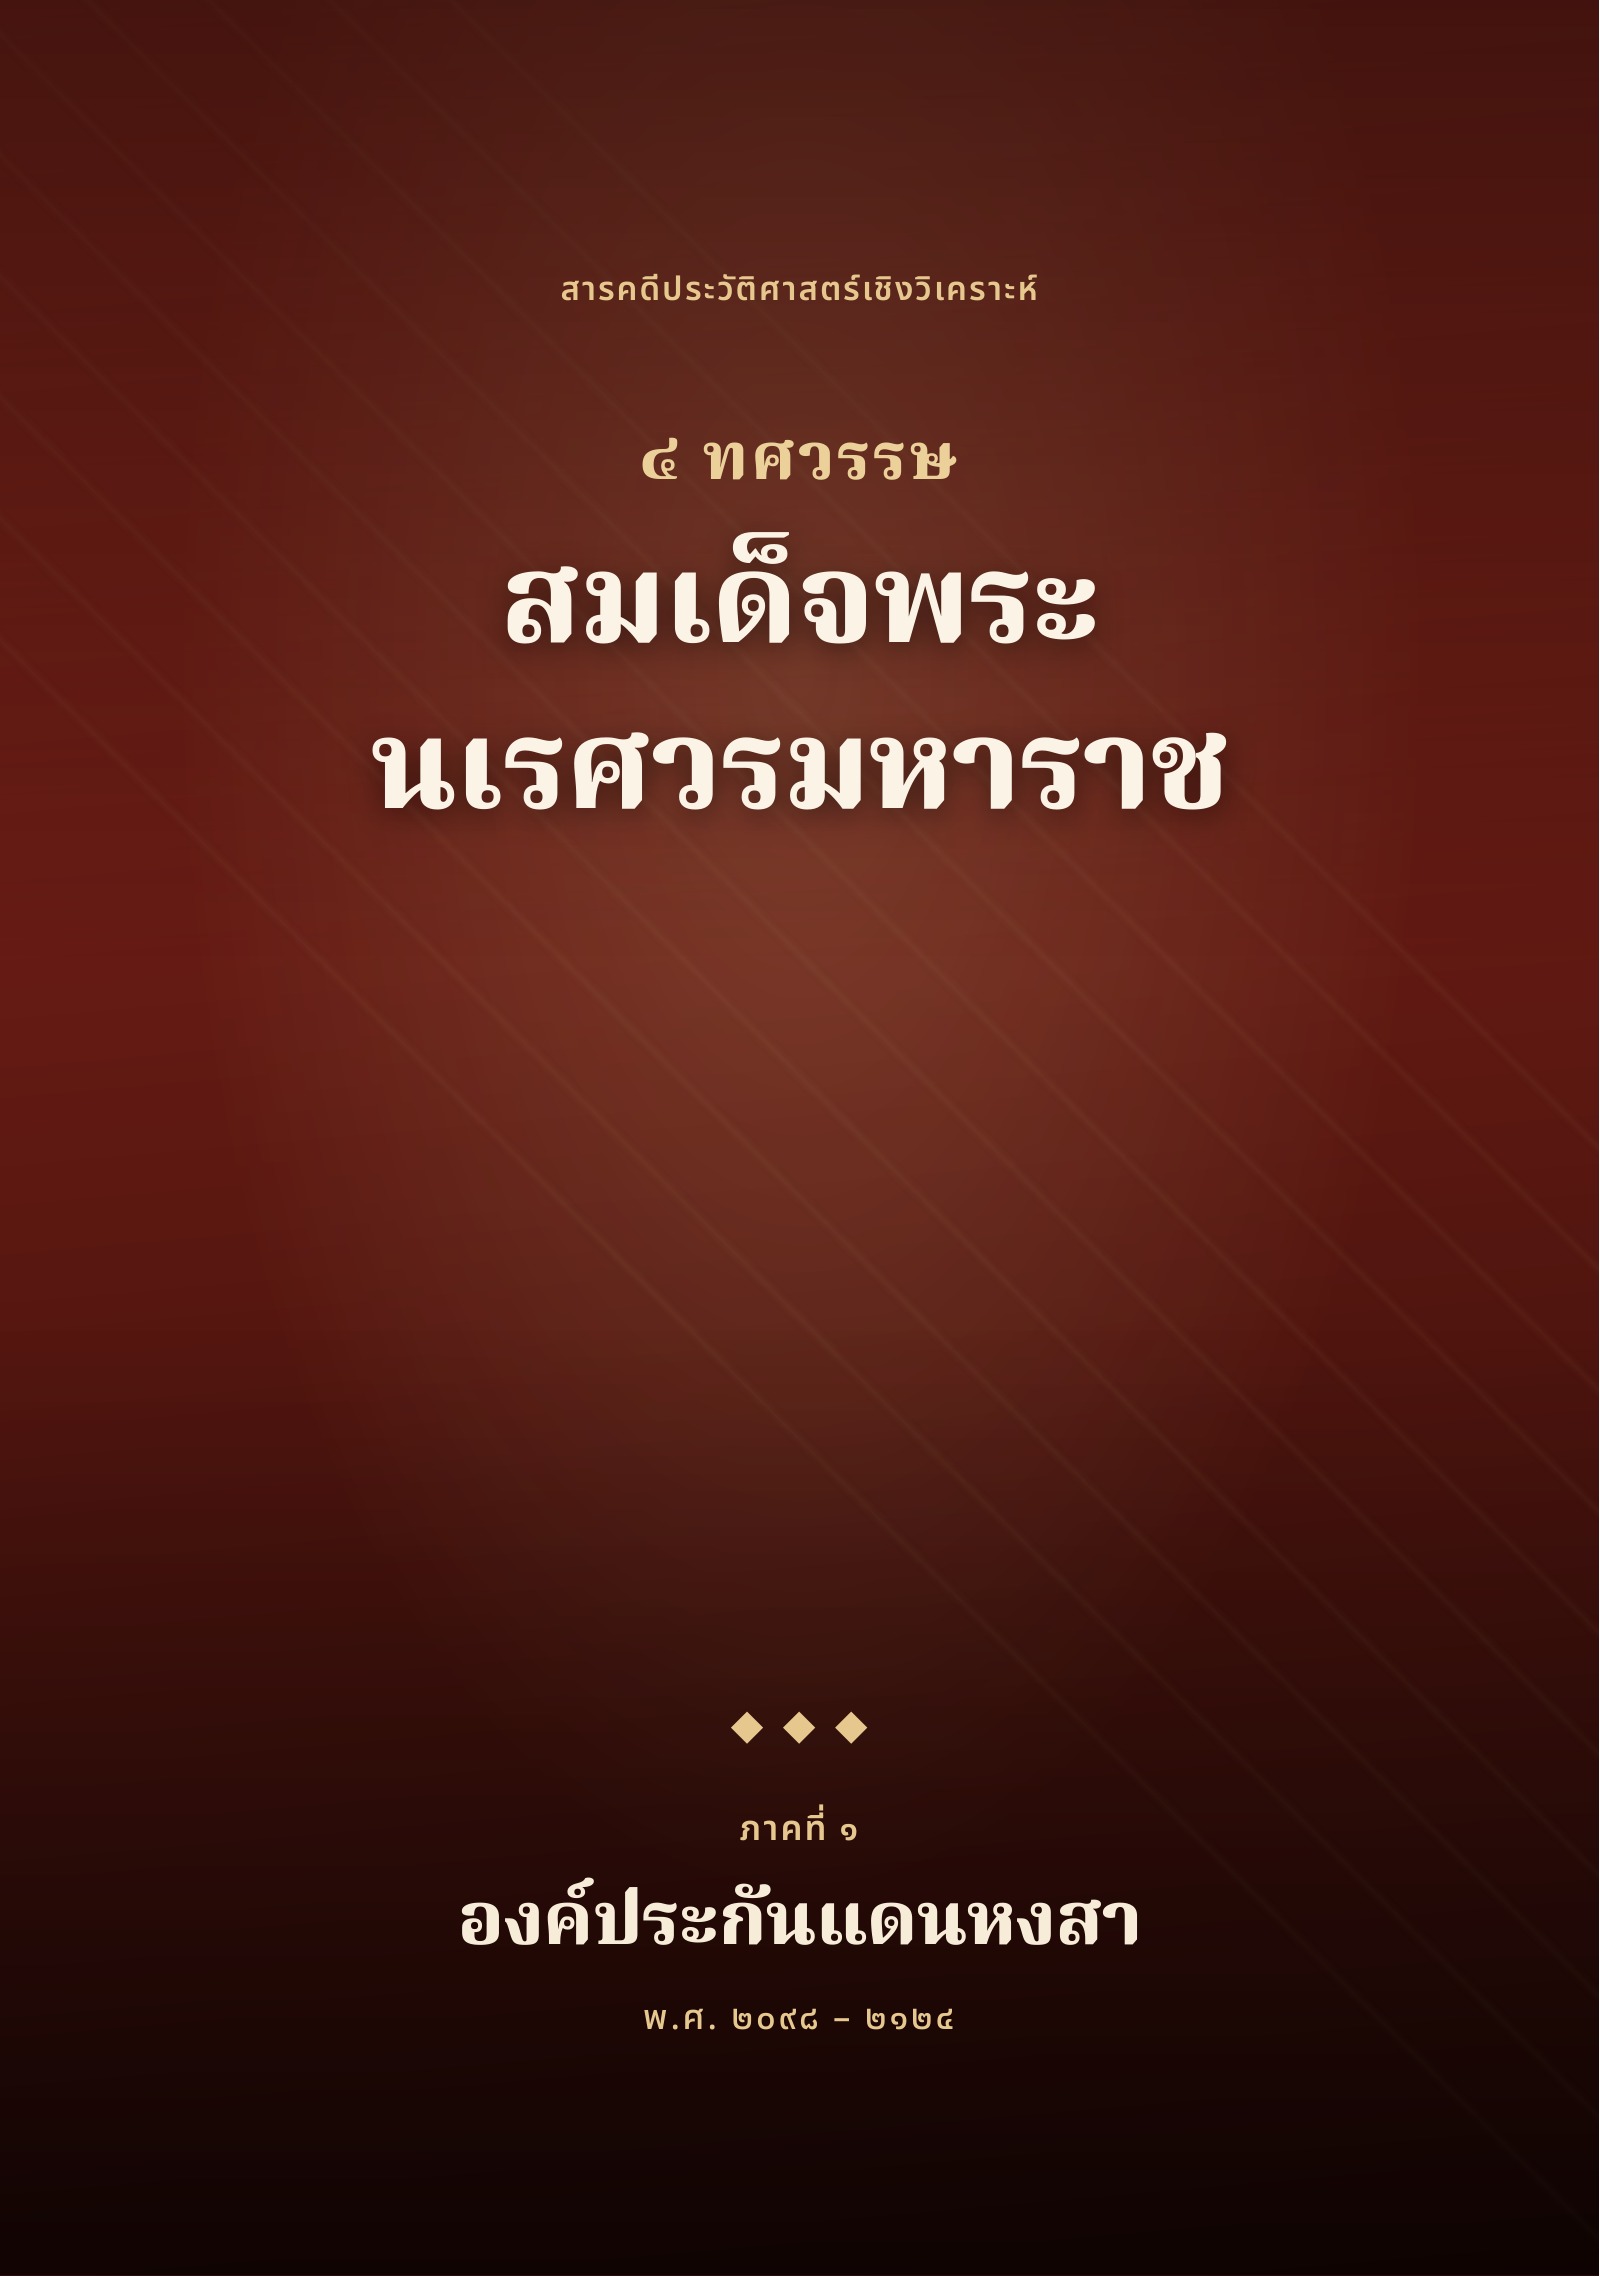 สารคดีประวัติศาสตร์เชิงวิเคราะห์
๔ ทศวรรษ
สมเด็จพระ
นเรศวรมหาราช
◆ ◆ ◆
ภาคที่ ๑
องค์ประกันแดนหงสา
พ.ศ. ๒๐๙๘ – ๒๑๒๔